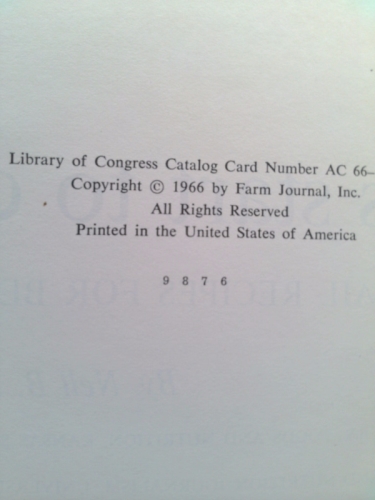 Library of Congress Catalog Card Number AC 66–
Copyright © 1966 by Farm Journal, Inc.
All Rights Reserved
Printed in the United States of America
9 8 7 6